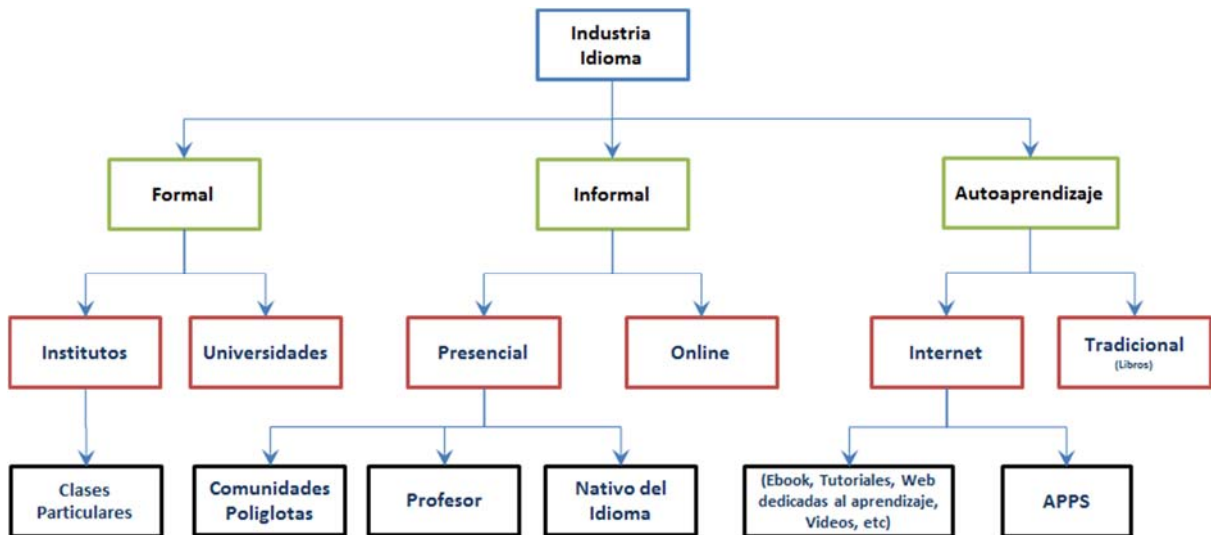 Industria
Idioma
Formal
Informal
Autoaprendizaje
Institutos
Universidades
Presencial
Online
Internet
Tradicional
(Libros)
Clases
Particulares
Comunidades
Poliglotas
Profesor
Nativo del
Idioma
(Ebook, Tutoriales, Web
dedicadas al aprendizaje,
Videos, etc)
APPS